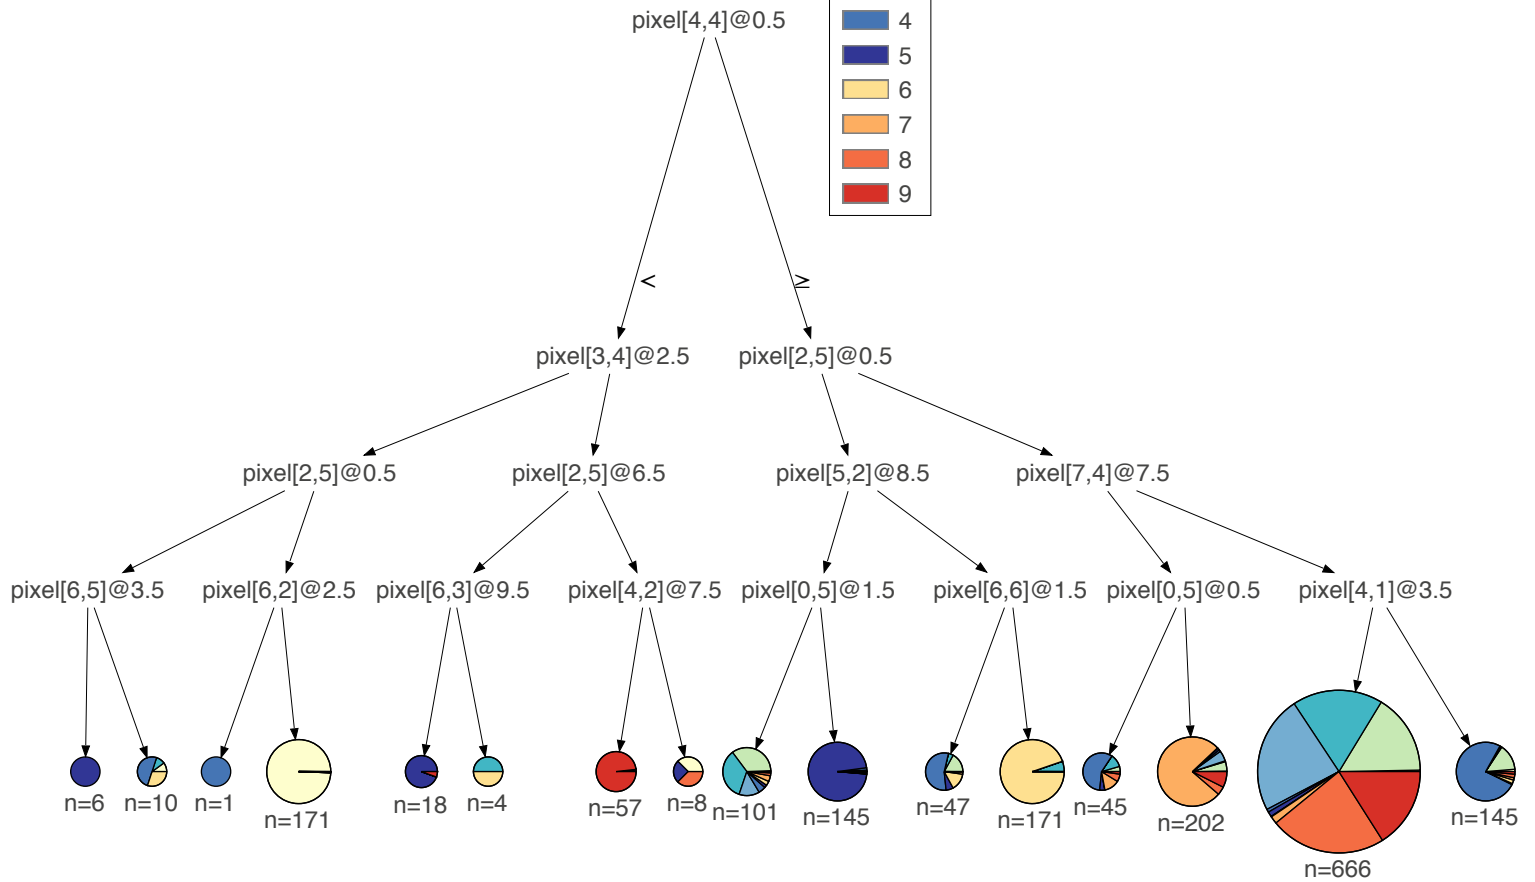 pixel[4,4]@0.5
4
5
6
7
8
9
<
≥
pixel[3,4]@2.5
pixel[2,5]@0.5
pixel[2,5]@0.5
pixel[2,5]@6.5
pixel[5,2]@8.5
pixel[7,4]@7.5
pixel[6,5]@3.5
pixel[6,2]@2.5
pixel[6,3]@9.5
pixel[4,2]@7.5
pixel[0,5]@1.5
pixel[6,6]@1.5
pixel[0,5]@0.5
pixel[4,1]@3.5
n=6
n=10
n=1
n=171
n=18
n=4
n=57
n=8
n=101
n=145
n=47
n=171
n=45
n=202
n=666
n=145